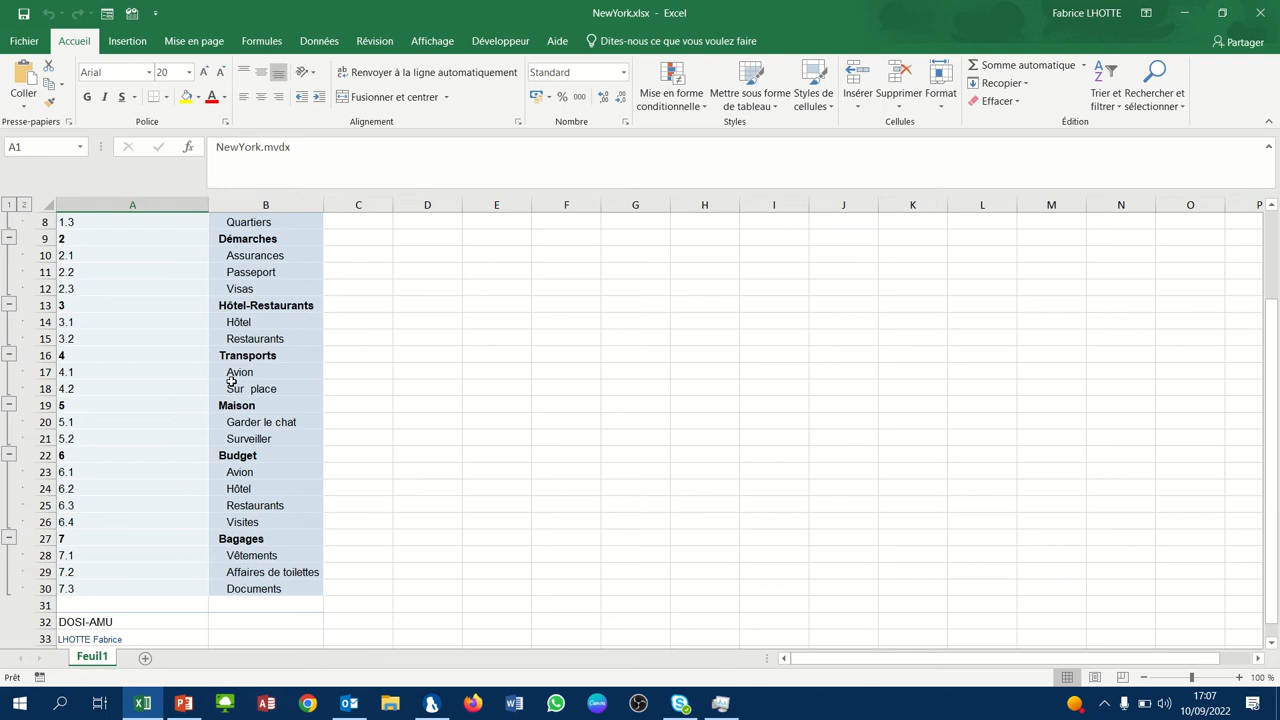 NewYork.xlsx - Excel
Fabrice LHOTTE
Fichier Accueil Insertion Mise en page Formules Données Révision Affichage Développeur Aide Dites-nous ce que vous voulez faire Partager
Coller
Arial 20
G I S
Renvoyer à la ligne automatiquement
Fusionner et centrer
Standard
% 000
Mise en forme conditionnelle
Mettre sous forme de tableau
Styles de cellules
Insérer Supprimer Format
Somme automatique
Recopier
Effacer
Trier et filtrer
Rechercher et sélectionner
Presse-papiers Police Alignement Nombre Styles Cellules Édition
A1 fx NewYork.mvdx
1 2 A B C D E F G H I J K L M N O P
8 1.3 Quartiers
9 2 Démarches
10 2.1 Assurances
11 2.2 Passeport
12 2.3 Visas
13 3 Hôtel-Restaurants
14 3.1 Hôtel
15 3.2 Restaurants
16 4 Transports
17 4.1 Avion
18 4.2 Sur place
19 5 Maison
20 5.1 Garder le chat
21 5.2 Surveiller
22 6 Budget
23 6.1 Avion
24 6.2 Hôtel
25 6.3 Restaurants
26 6.4 Visites
27 7 Bagages
28 7.1 Vêtements
29 7.2 Affaires de toilettes
30 7.3 Documents
31
32 DOSI-AMU
33 LHOTTE Fabrice
Feuil1
Prêt 100 %
17:07
10/09/2022